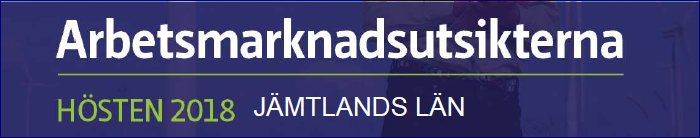 Arbetsmarknadsutsikterna
HÖSTEN 2018 JÄMTLANDS LÄN